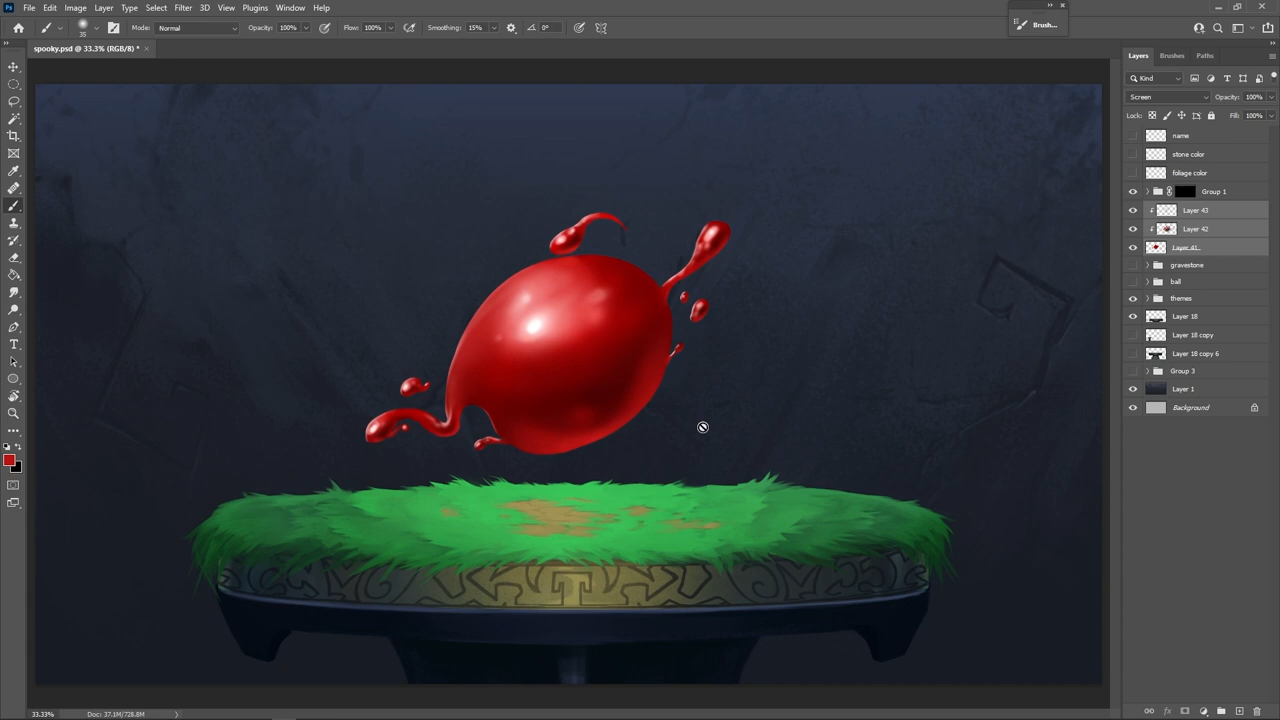 Ps File Edit Image Layer Type Select Filter 3D View Plugins Window Help
35 Mode: Normal Opacity: 100% Flow: 100% Smoothing: 15% 0°
Brush...
spooky.psd @ 33.3% (RGB/8) *
Layers Brushes Paths
Kind
Screen Opacity: 100%
Lock: Fill: 100%
name
stone color
foliage color
Group 1
Layer 43
Layer 42
Layer 41
gravestone
ball
themes
Layer 18
Layer 18 copy
Layer 18 copy 6
Group 3
Layer 1
Background
33.33% Doc: 37.1M/728.8M